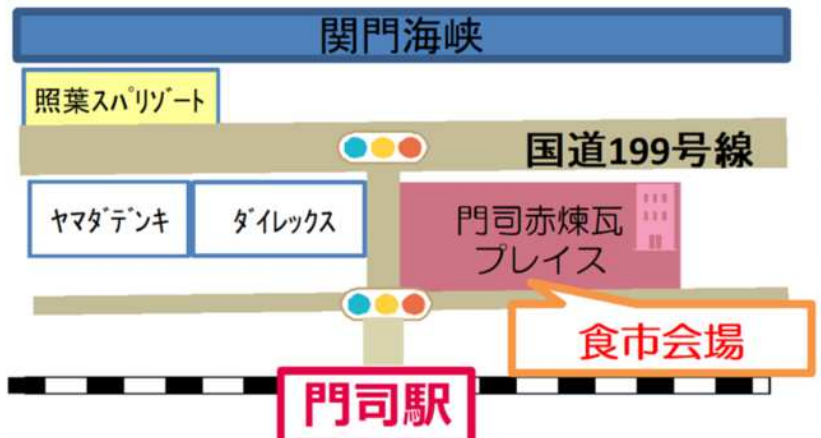 関門海峡
照葉ｽﾊﾟﾘｿﾞｰﾄ
国道199号線
ﾔﾏﾀﾞﾃﾞﾝｷ
ﾀﾞｲﾚｯｸｽ
門司赤煉瓦
プレイス
食市会場
門司駅